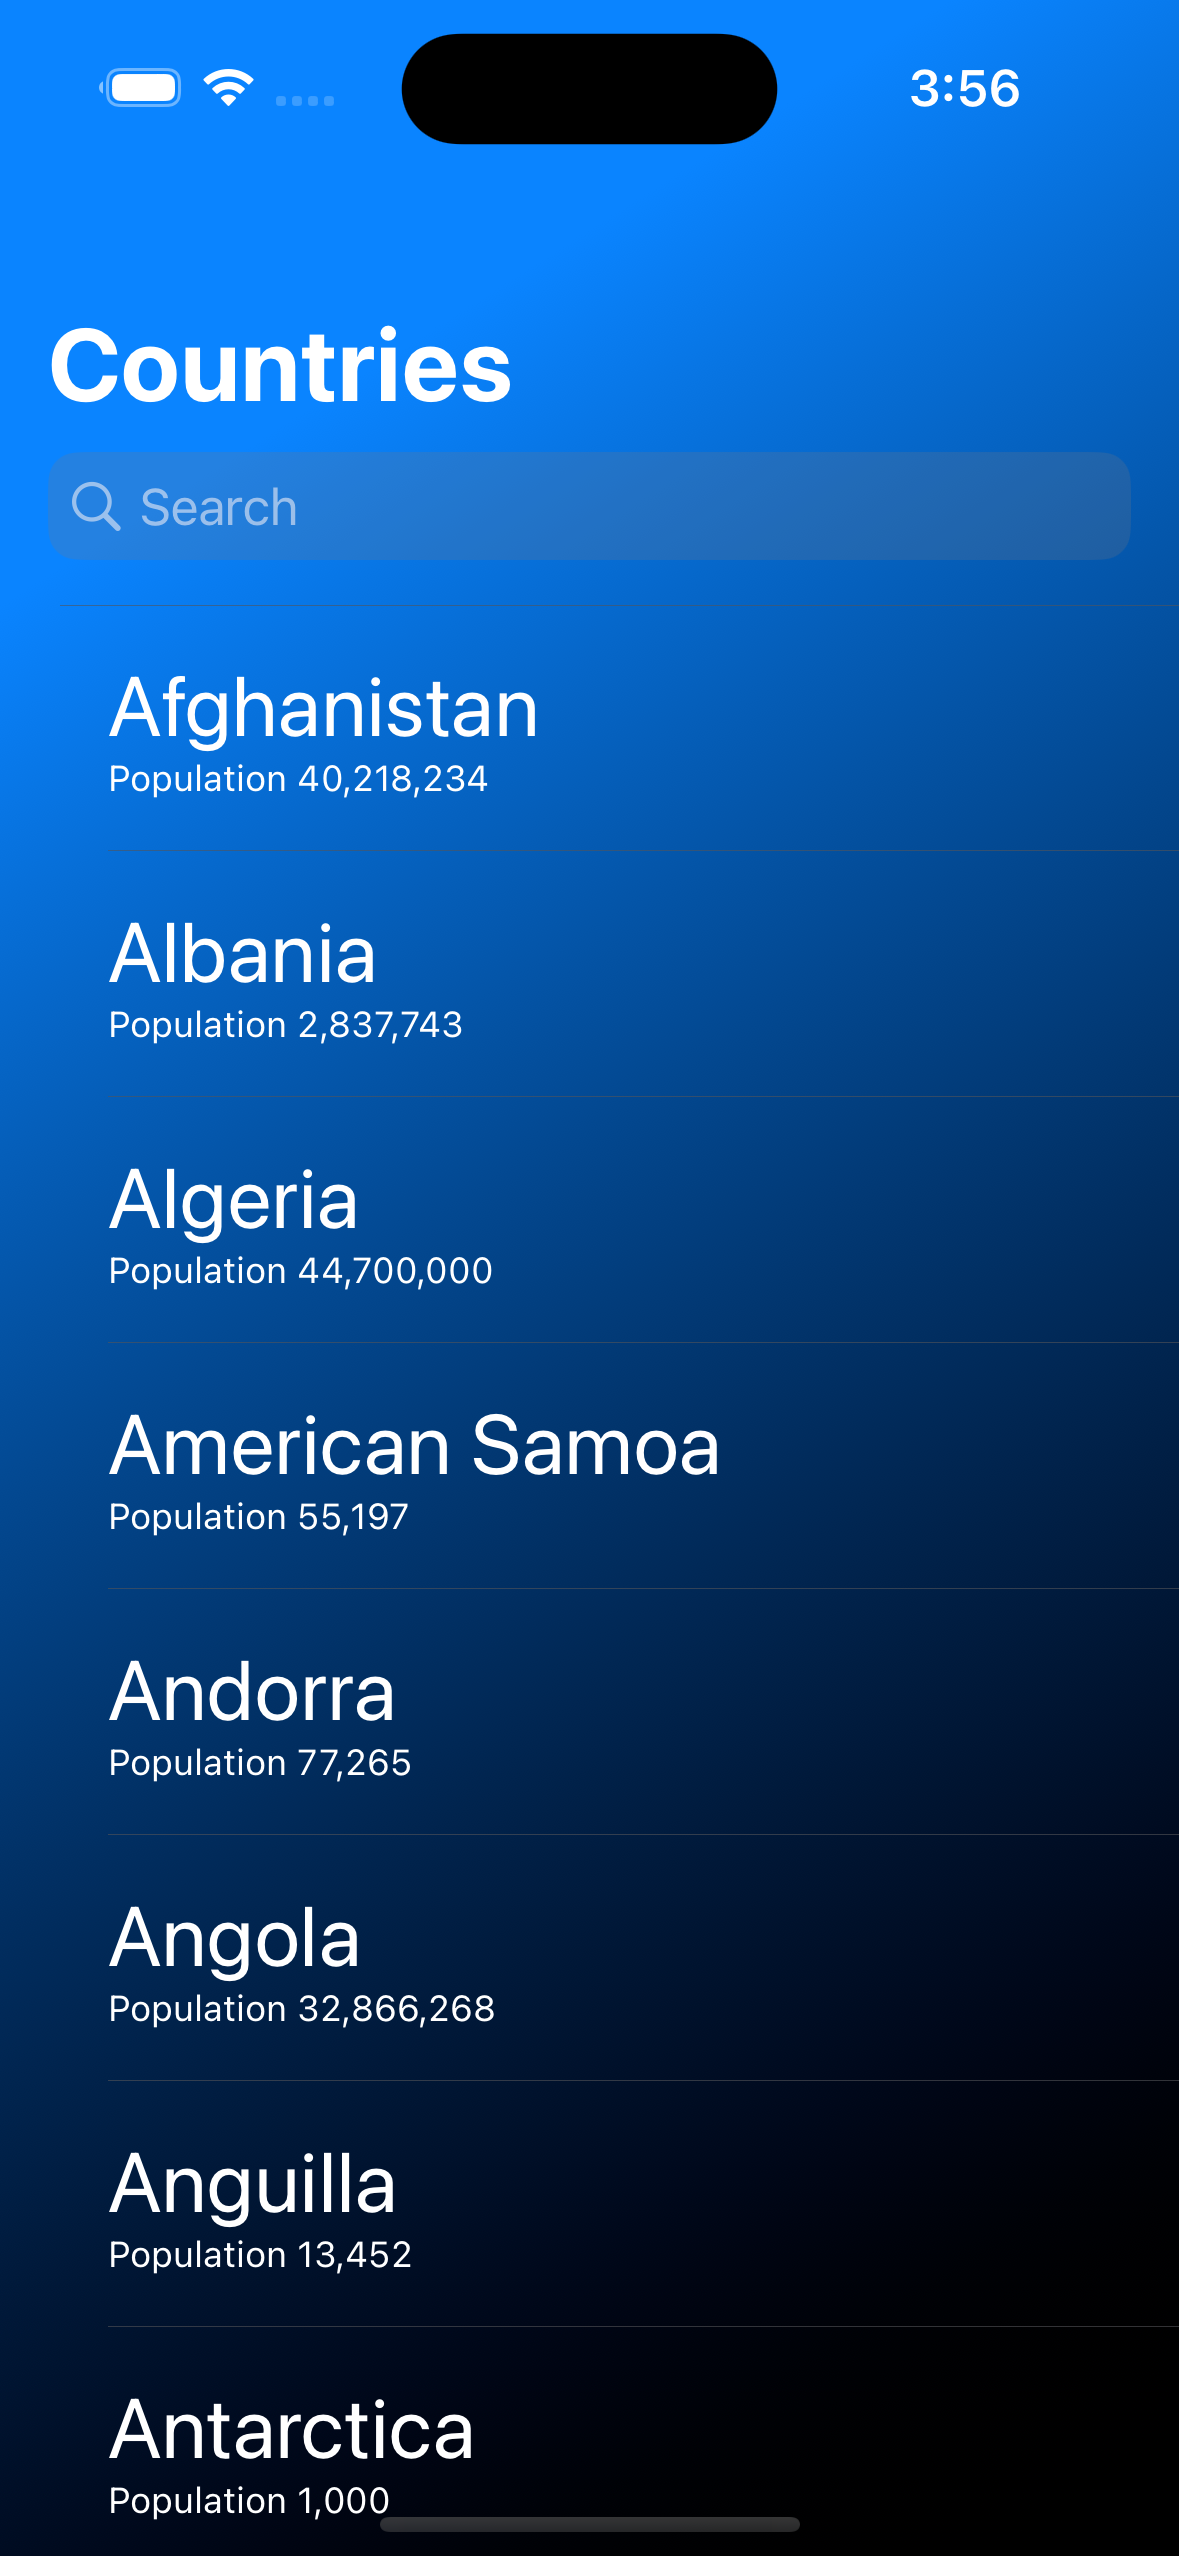 3:56
Countries
Search
Afghanistan
Population 40,218,234
Albania
Population 2,837,743
Algeria
Population 44,700,000
American Samoa
Population 55,197
Andorra
Population 77,265
Angola
Population 32,866,268
Anguilla
Population 13,452
Antarctica
Population 1,000